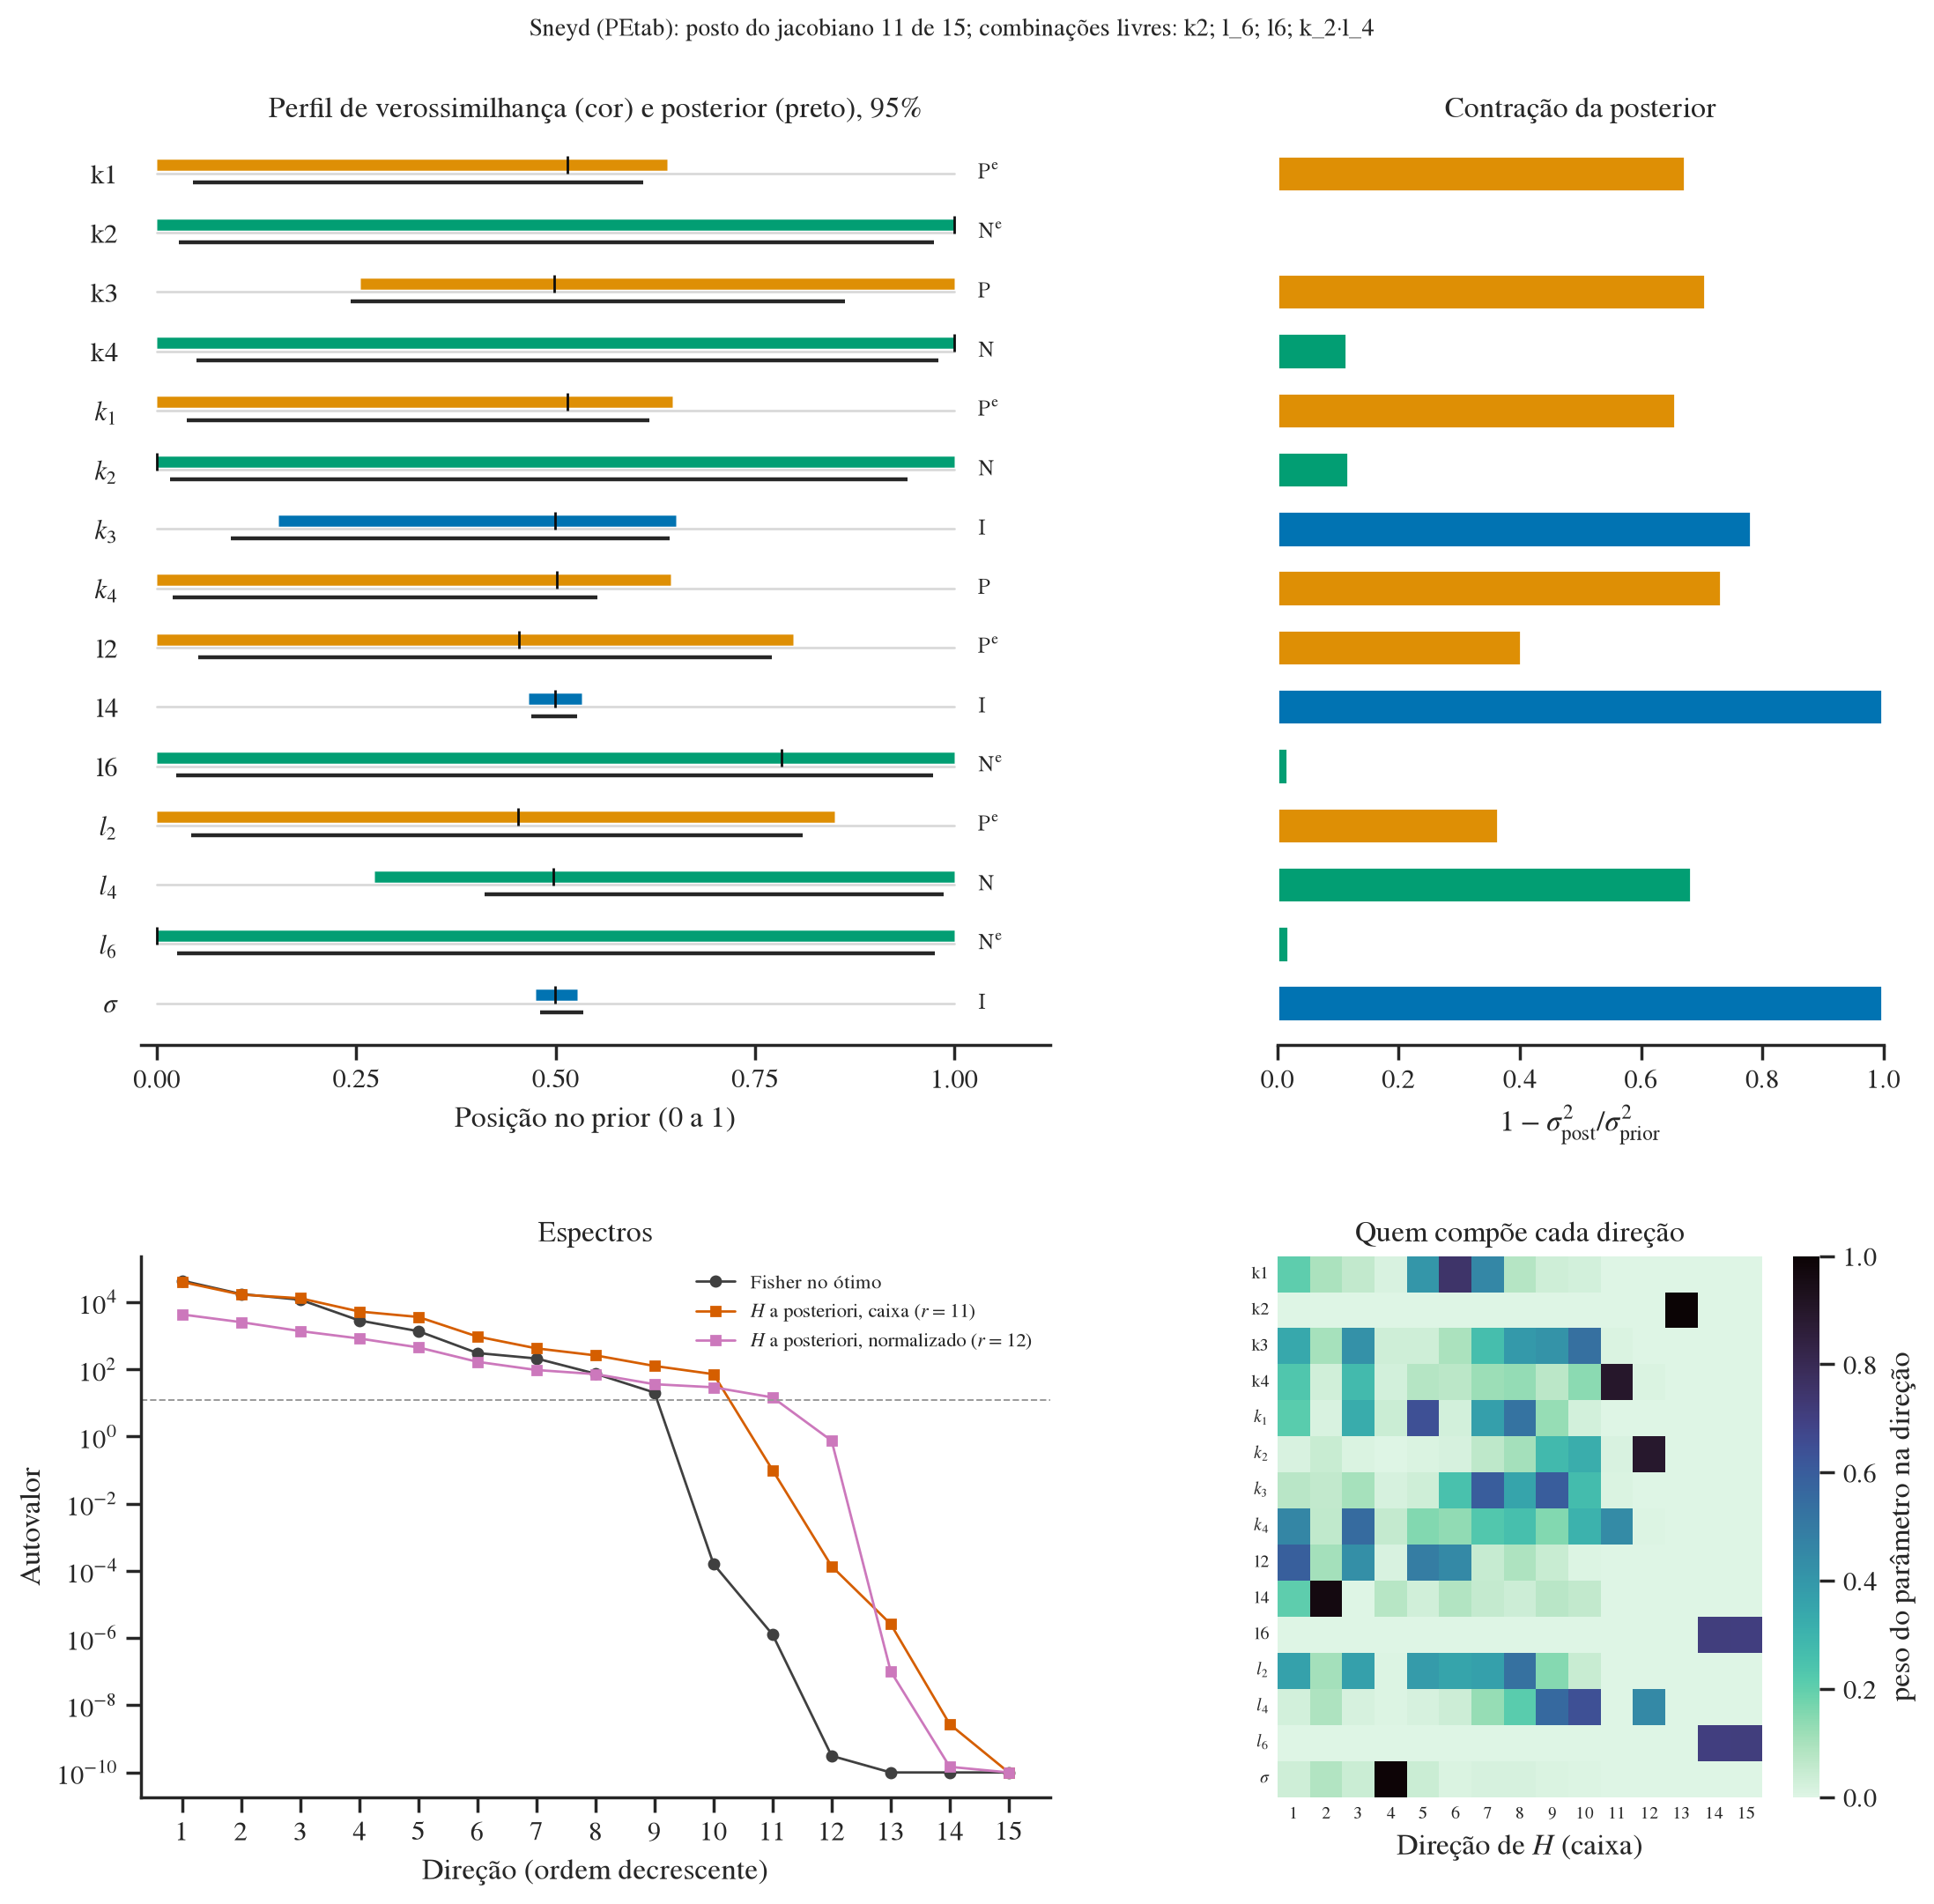 Sneyd (PEtab): posto do jacobiano 11 de 15; combinações livres: k2; l_6; l6; k_2·l_4
Perfil de verossimilhança (cor) e posterior (preto), 95%
k1 Pᵉ
k2 Nᵉ
k3 P
k4 N
k₁ Pᵉ
k₂ N
k₃ I
k₄ P
l2 Pᵉ
l4 I
l6 Nᵉ
l₂ Pᵉ
l₄ N
l₆ Nᵉ
σ I
0.00 0.25 0.50 0.75 1.00
Posição no prior (0 a 1)
Contração da posterior
0.0 0.2 0.4 0.6 0.8 1.0
1 − σ²post/σ²prior
Espectros
Fisher no ótimo
H a posteriori, caixa (r = 11)
H a posteriori, normalizado (r = 12)
Autovalor
10⁴
10²
10⁰
10⁻²
10⁻⁴
10⁻⁶
10⁻⁸
10⁻¹⁰
1 2 3 4 5 6 7 8 9 10 11 12 13 14 15
Direção (ordem decrescente)
Quem compõe cada direção
k1
k2
k3
k4
k₁
k₂
k₃
k₄
l2
l4
l6
l₂
l₄
l₆
σ
1 2 3 4 5 6 7 8 9 10 11 12 13 14 15
Direção de H (caixa)
1.0
0.8
0.6
0.4
0.2
0.0
peso do parâmetro na direção